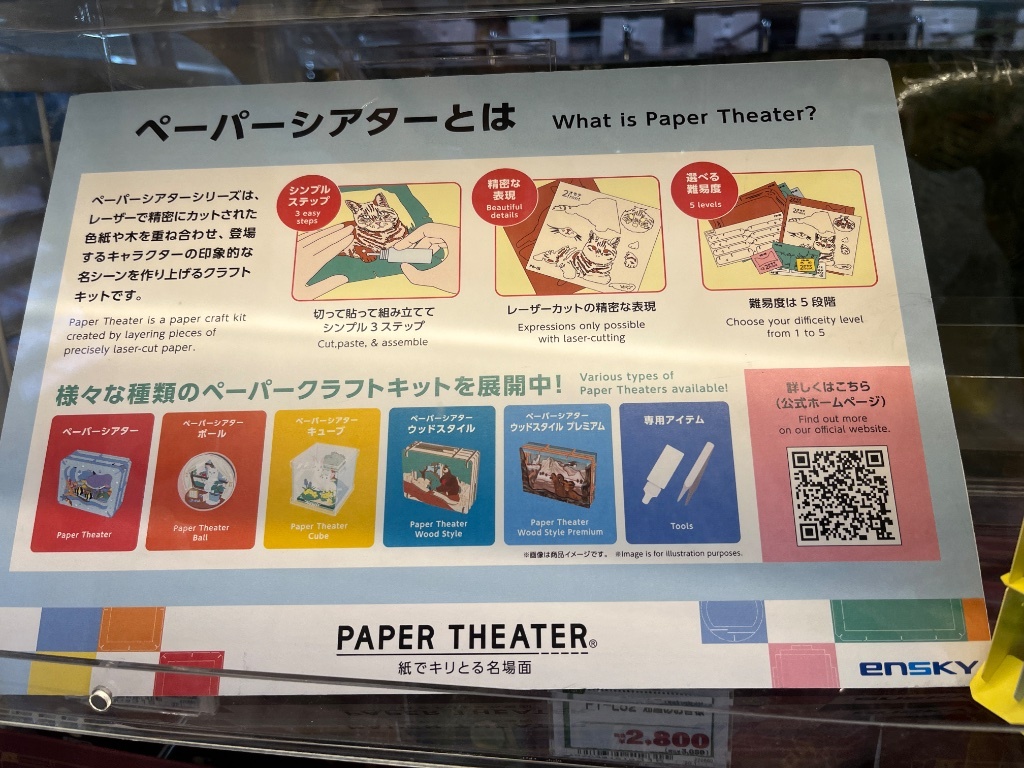 ペーパーシアターとは
What is Paper Theater?
ペーパーシアターシリーズは、
レーザーで精密にカットされた
色紙や木を重ね合わせ、登場
するキャラクターの印象的な
名シーンを作り上げるクラフト
キットです。
Paper Theater is a paper craft kit
created by layering pieces of
precisely laser-cut paper.
シンプル
ステップ
3 easy
steps
切って貼って組み立てて
シンプル3ステップ
Cut,paste, & assemble
精密な
表現
Beautiful
details
レーザーカットの精密な表現
Expressions only possible
with laser-cutting
選べる
難易度
5 levels
難易度は5段階
Choose your difficeity level
from 1 to 5
様々な種類のペーパークラフトキットを展開中!
Various types of
Paper Theaters available!
ペーパーシアター
Paper Theater
ペーパーシアター
ボール
Paper Theater
Ball
ペーパーシアター
キューブ
Paper Theater
Cube
ペーパーシアター
ウッドスタイル
Paper Theater
Wood Style
ペーパーシアター
ウッドスタイル プレミアム
Paper Theater
Wood Style Premium
専用アイテム
Tools
※画像は商品イメージです。 ※Image is for illustration purposes.
詳しくはこちら
(公式ホームページ)
Find out more
on our official website.
PAPER THEATER®
紙でキリとる名場面
ensky
2,800